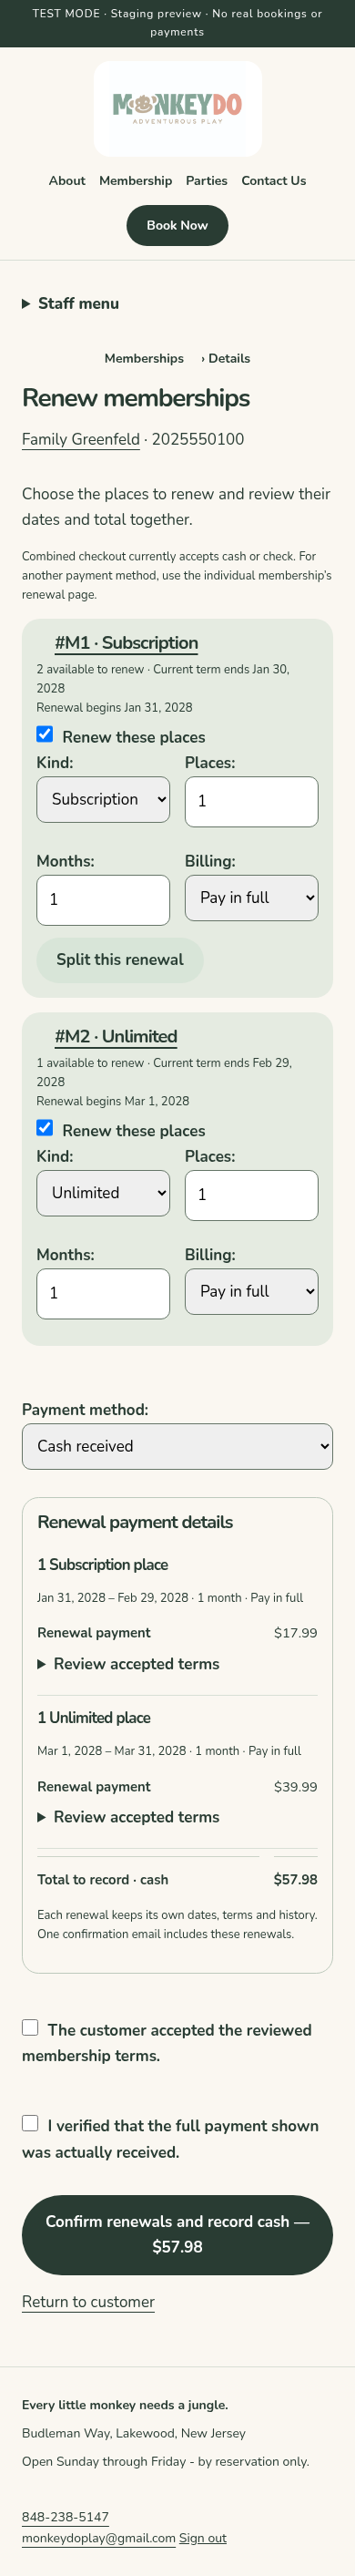 TEST MODE · Staging preview · No real bookings or
payments
MONKEYDO
ADVENTUROUS PLAY
About Membership Parties Contact Us
Book Now
Staff menu
Memberships › Details
Renew memberships
Family Greenfeld · 2025550100
Choose the places to renew and review their
dates and total together.
Combined checkout currently accepts cash or check. For
another payment method, use the individual membership's
renewal page.
#M1 · Subscription
2 available to renew · Current term ends Jan 30,
2028
Renewal begins Jan 31, 2028
Renew these places
Kind: Places:
Subscription 1
Months: Billing:
1 Pay in full
Split this renewal
#M2 · Unlimited
1 available to renew · Current term ends Feb 29,
2028
Renewal begins Mar 1, 2028
Renew these places
Kind: Places:
Unlimited 1
Months: Billing:
1 Pay in full
Payment method:
Cash received
Renewal payment details
1 Subscription place
Jan 31, 2028 – Feb 29, 2028 · 1 month · Pay in full
Renewal payment $17.99
Review accepted terms
1 Unlimited place
Mar 1, 2028 – Mar 31, 2028 · 1 month · Pay in full
Renewal payment $39.99
Review accepted terms
Total to record · cash $57.98
Each renewal keeps its own dates, terms and history.
One confirmation email includes these renewals.
The customer accepted the reviewed
membership terms.
I verified that the full payment shown
was actually received.
Confirm renewals and record cash —
$57.98
Return to customer
Every little monkey needs a jungle.
Budleman Way, Lakewood, New Jersey
Open Sunday through Friday - by reservation only.
848-238-5147
monkeydoplay@gmail.com Sign out